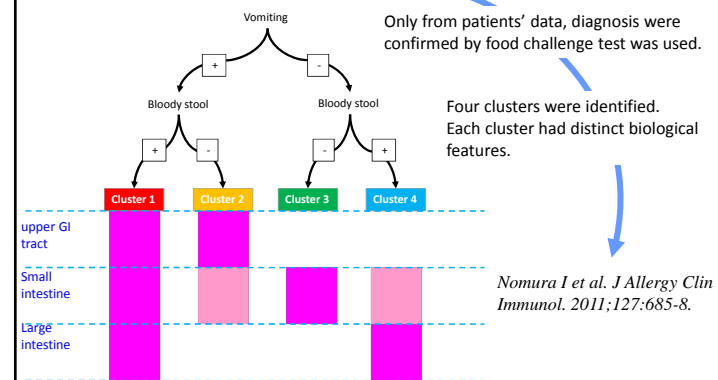 Vomiting
Only from patients' data, diagnosis were
confirmed by food challenge test was used.
+
-
Bloody stool
Bloody stool
Four clusters were identified.
Each cluster had distinct biological
features.
+
-
-
+
Cluster 1
Cluster 2
Cluster 3
Cluster 4
upper GI
tract
Small
intestine
Large
intestine
Nomura I et al. J Allergy Clin
Immunol. 2011;127:685-8.